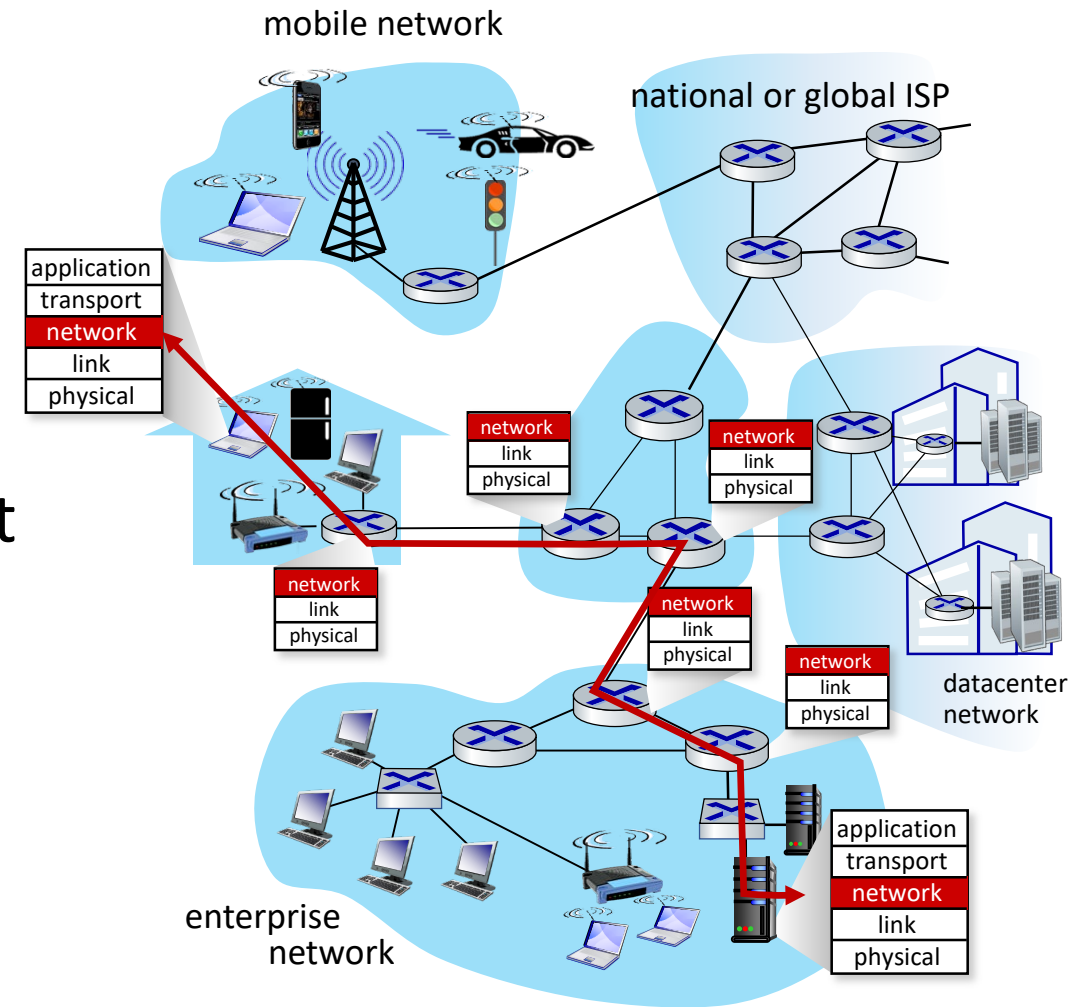 mobile network
national or global ISP
application
transport
network
link
physical
network
link
physical
network
link
physical
t
network
link
physical
network
link
physical
network
link
physical
datacenter
network
application
transport
network
link
physical
enterprise
network